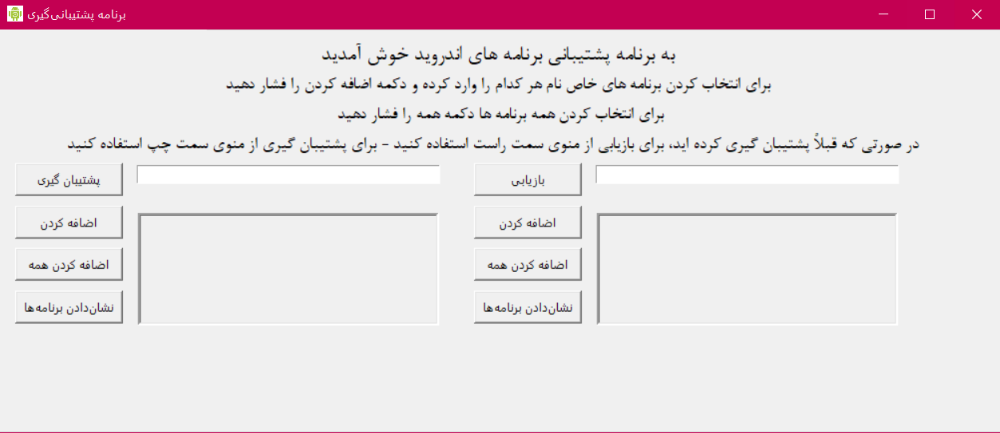 برنامه پشتیبانی‌گیری
به برنامه پشتیبانی برنامه های اندروید خوش آمدید
برای انتخاب کردن برنامه های خاص نام هر کدام را وارد کرده و دکمه اضافه کردن را فشار دهید
برای انتخاب کردن همه برنامه ها دکمه همه را فشار دهید
در صورتی که قبلاً پشتیبان گیری کرده اید، برای بازیابی از منوی سمت راست استفاده کنید - برای پشتیبان گیری از منوی سمت چپ استفاده کنید
بازیابی
اضافه کردن
اضافه کردن همه
نشان‌دادن برنامه‌ها
پشتیبان گیری
اضافه کردن
اضافه کردن همه
نشان‌دادن برنامه‌ها